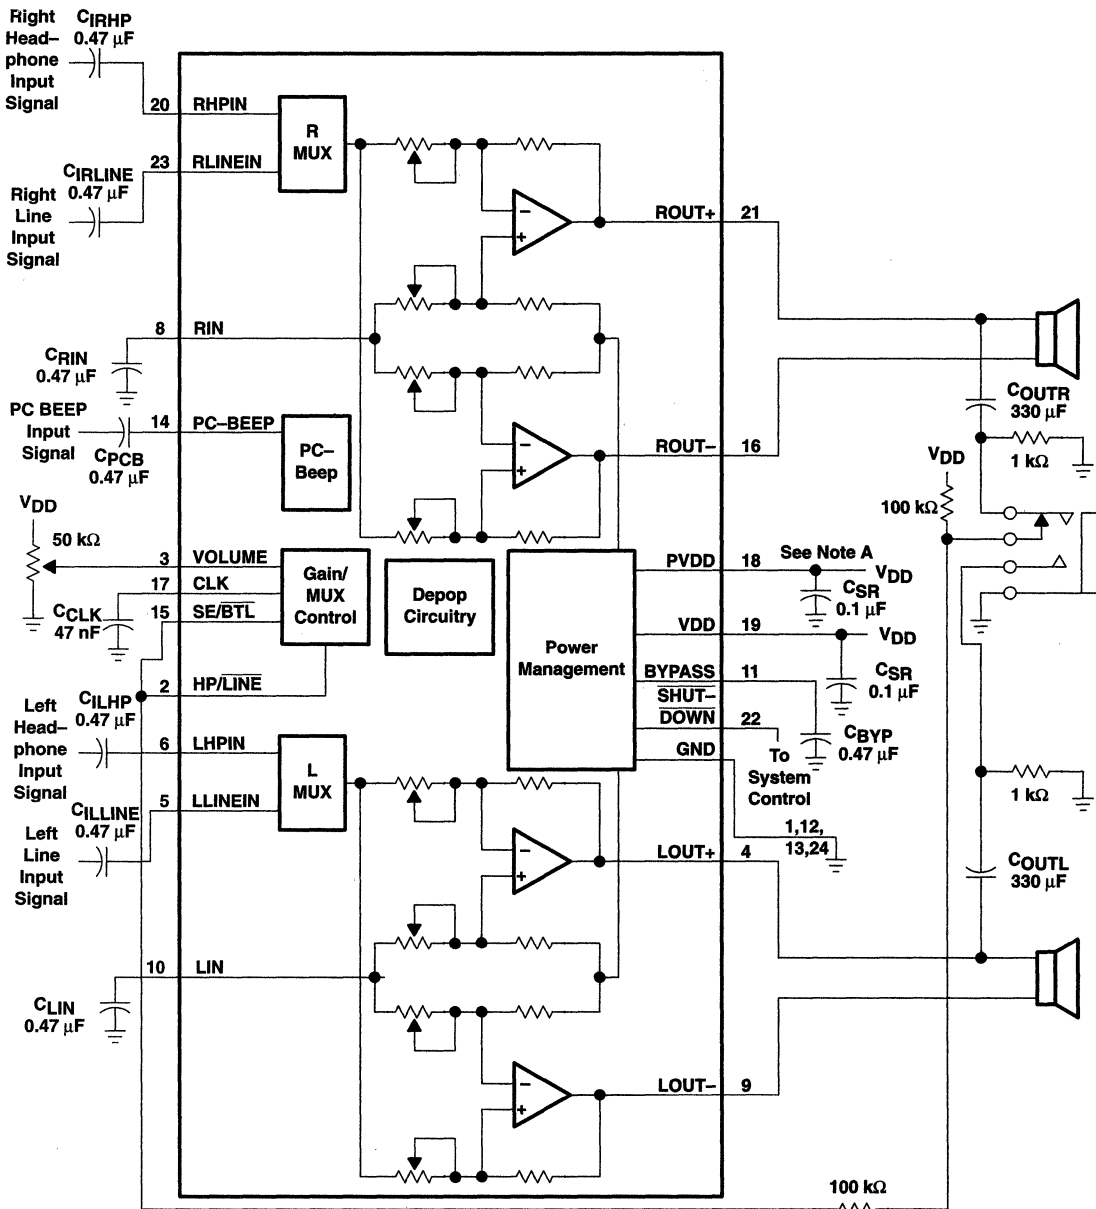 Right
Head–
phone
Input
Signal
CIRHP
0.47 μF
20 RHPIN
R
MUX
23 RLINEIN
CIRLINE
0.47 μF
Right
Line
Input
Signal
ROUT+ 21
8 RIN
CRIN
0.47 μF
PC BEEP
Input
Signal
CPCB
0.47 μF
14 PC–BEEP
PC–
Beep
ROUT– 16
COUTR
330 μF
1 kΩ
VDD
100 kΩ
VDD
50 kΩ
3 VOLUME
17 CLK
15 SE/B̅T̅L̅
CCLK
47 nF
Gain/
MUX
Control
Depop
Circuitry
2 HP/L̅I̅N̅E̅
Power
Management
PVDD 18
See Note A
VDD
CSR
0.1 μF
VDD 19
VDD
CSR
0.1 μF
BYPASS 11
S̅H̅U̅T̅–
D̅O̅W̅N̅ 22
GND
CBYP
0.47 μF
To
System
Control
1,12,
13,24
Left
Head–
phone
Input
Signal
CILHP
0.47 μF
6 LHPIN
L
MUX
5 LLINEIN
CILLINE
0.47 μF
Left
Line
Input
Signal
LOUT+ 4
1 kΩ
COUTL
330 μF
10 LIN
CLIN
0.47 μF
LOUT– 9
100 kΩ